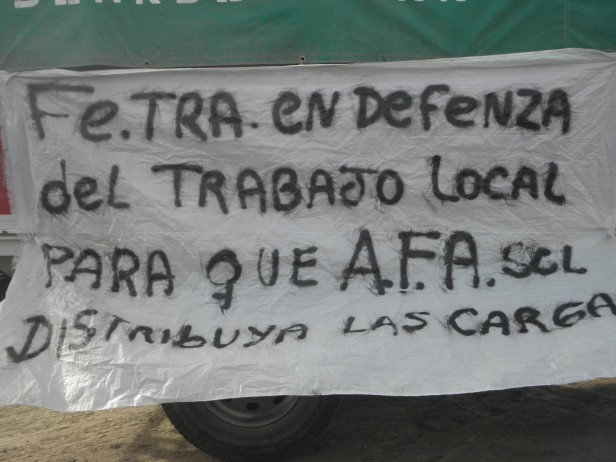 Fe.TRA. en DefenZA
del TRABAJO LOCAL
PARA QUE A.F.A. SCL
DISTRIBUYA LAS CARGA